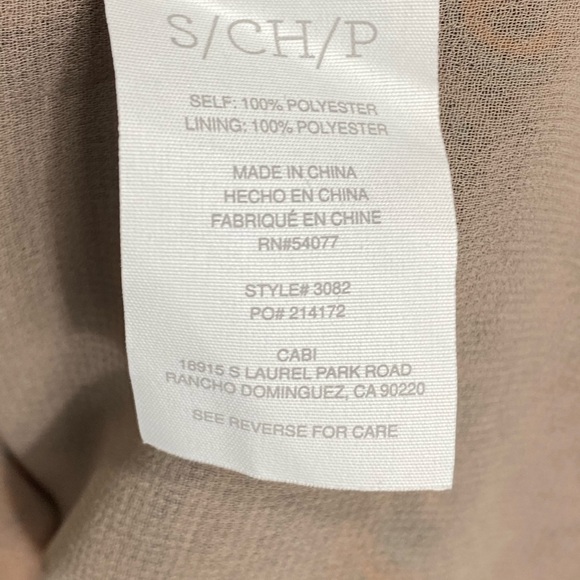 S/CH/P
SELF: 100% POLYESTER
LINING: 100% POLYESTER
MADE IN CHINA
HECHO EN CHINA
FABRIQUÉ EN CHINE
RN#54077
STYLE# 3082
PO# 214172
CABI
18915 S LAUREL PARK ROAD
RANCHO DOMINGUEZ, CA 90220
SEE REVERSE FOR CARE